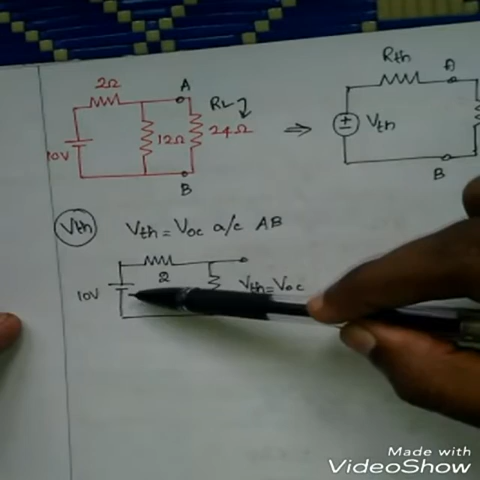 2Ω
A
10V
12Ω
RL
24Ω
B
⇒
Rth
A
Vth
B
Vth
Vth = Voc a/c AB
10V
2
Vth = Voc
Made with
VideoShow